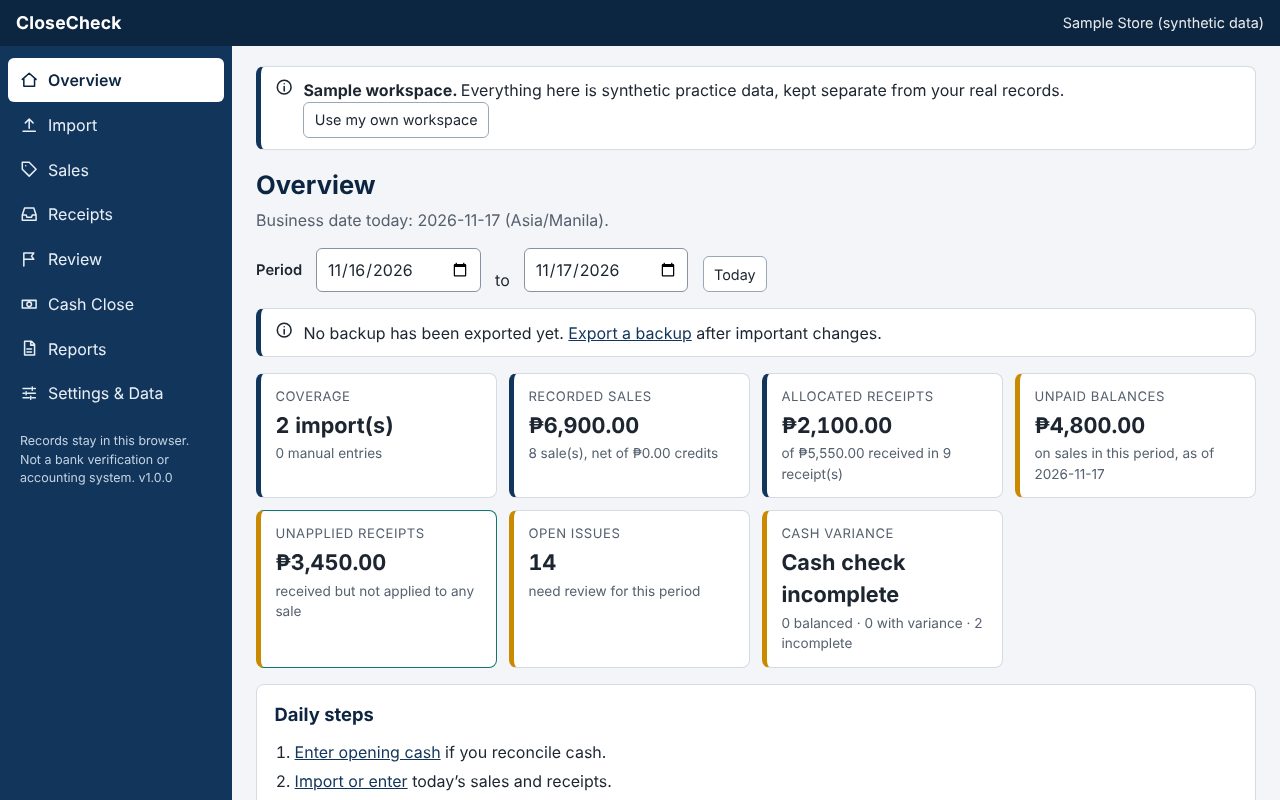 CloseCheck
Sample Store (synthetic data)
Overview
Import
Sales
Receipts
Review
Cash Close
Reports
Settings & Data
Records stay in this browser.
Not a bank verification or
accounting system. v1.0.0
Sample workspace. Everything here is synthetic practice data, kept separate from your real records.
Use my own workspace
Overview
Business date today: 2026-11-17 (Asia/Manila).
Period
11/16/2026
to
11/17/2026
Today
No backup has been exported yet. Export a backup after important changes.
COVERAGE
2 import(s)
0 manual entries
RECORDED SALES
₱6,900.00
8 sale(s), net of ₱0.00 credits
ALLOCATED RECEIPTS
₱2,100.00
of ₱5,550.00 received in 9
receipt(s)
UNPAID BALANCES
₱4,800.00
on sales in this period, as of
2026-11-17
UNAPPLIED RECEIPTS
₱3,450.00
received but not applied to any
sale
OPEN ISSUES
14
need review for this period
CASH VARIANCE
Cash check
incomplete
0 balanced · 0 with variance · 2
incomplete
Daily steps
1. Enter opening cash if you reconcile cash.
2. Import or enter today’s sales and receipts.